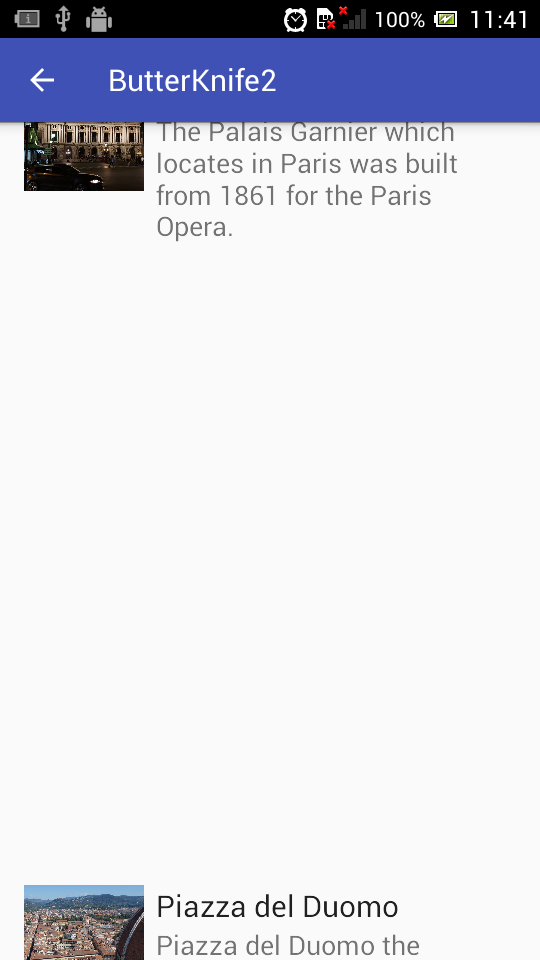 100% 11:41
ButterKnife2
The Palais Garnier which
locates in Paris was built
from 1861 for the Paris
Opera.
Piazza del Duomo
Piazza del Duomo the